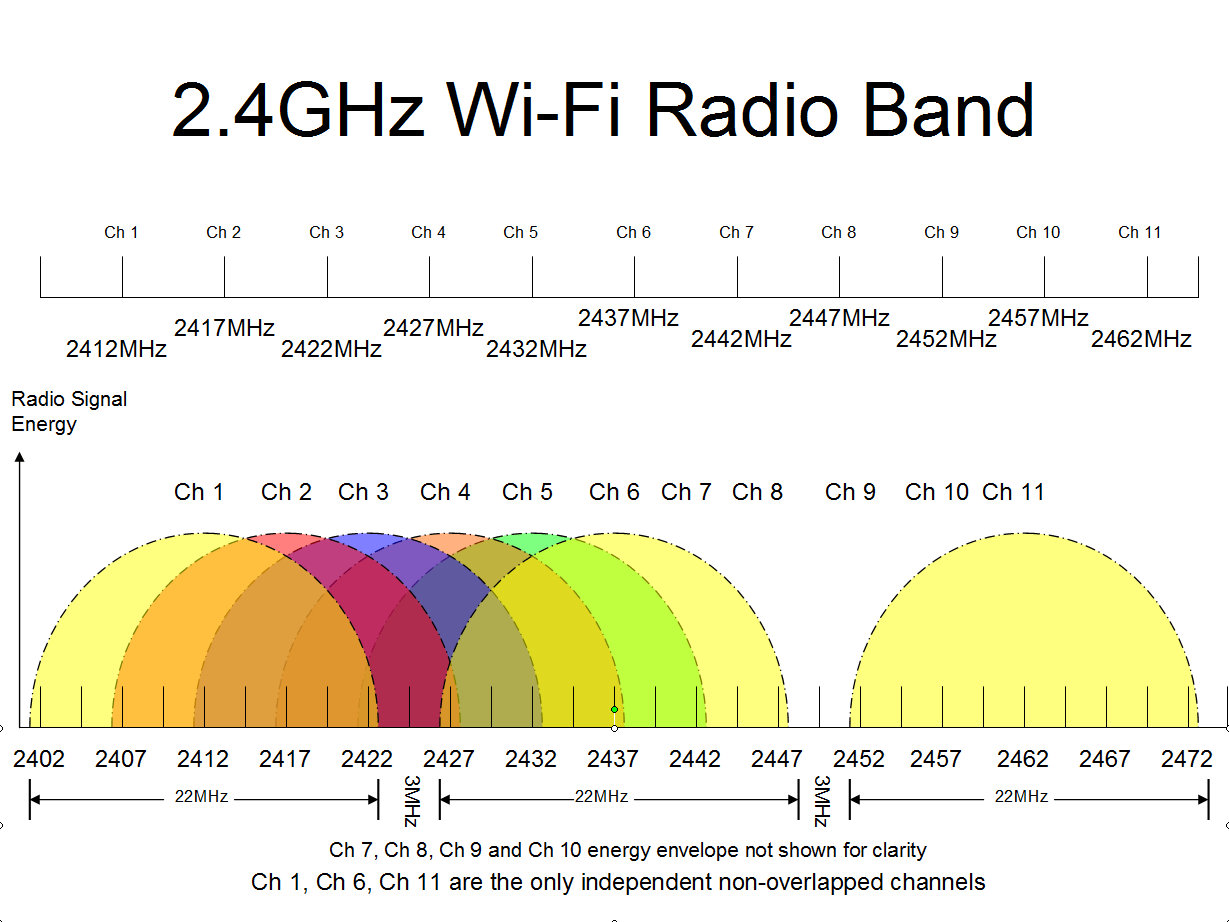 2.4GHz Wi-Fi Radio Band
Ch 1 Ch 2 Ch 3 Ch 4 Ch 5 Ch 6 Ch 7 Ch 8 Ch 9 Ch 10 Ch 11
2412MHz 2417MHz 2422MHz 2427MHz 2432MHz 2437MHz 2442MHz 2447MHz 2452MHz 2457MHz 2462MHz
Radio Signal
Energy
Ch 1 Ch 2 Ch 3 Ch 4 Ch 5 Ch 6 Ch 7 Ch 8 Ch 9 Ch 10 Ch 11
2402 2407 2412 2417 2422 2427 2432 2437 2442 2447 2452 2457 2462 2467 2472
22MHz 3MHz 22MHz 3MHz 22MHz
Ch 7, Ch 8, Ch 9 and Ch 10 energy envelope not shown for clarity
Ch 1, Ch 6, Ch 11 are the only independent non-overlapped channels